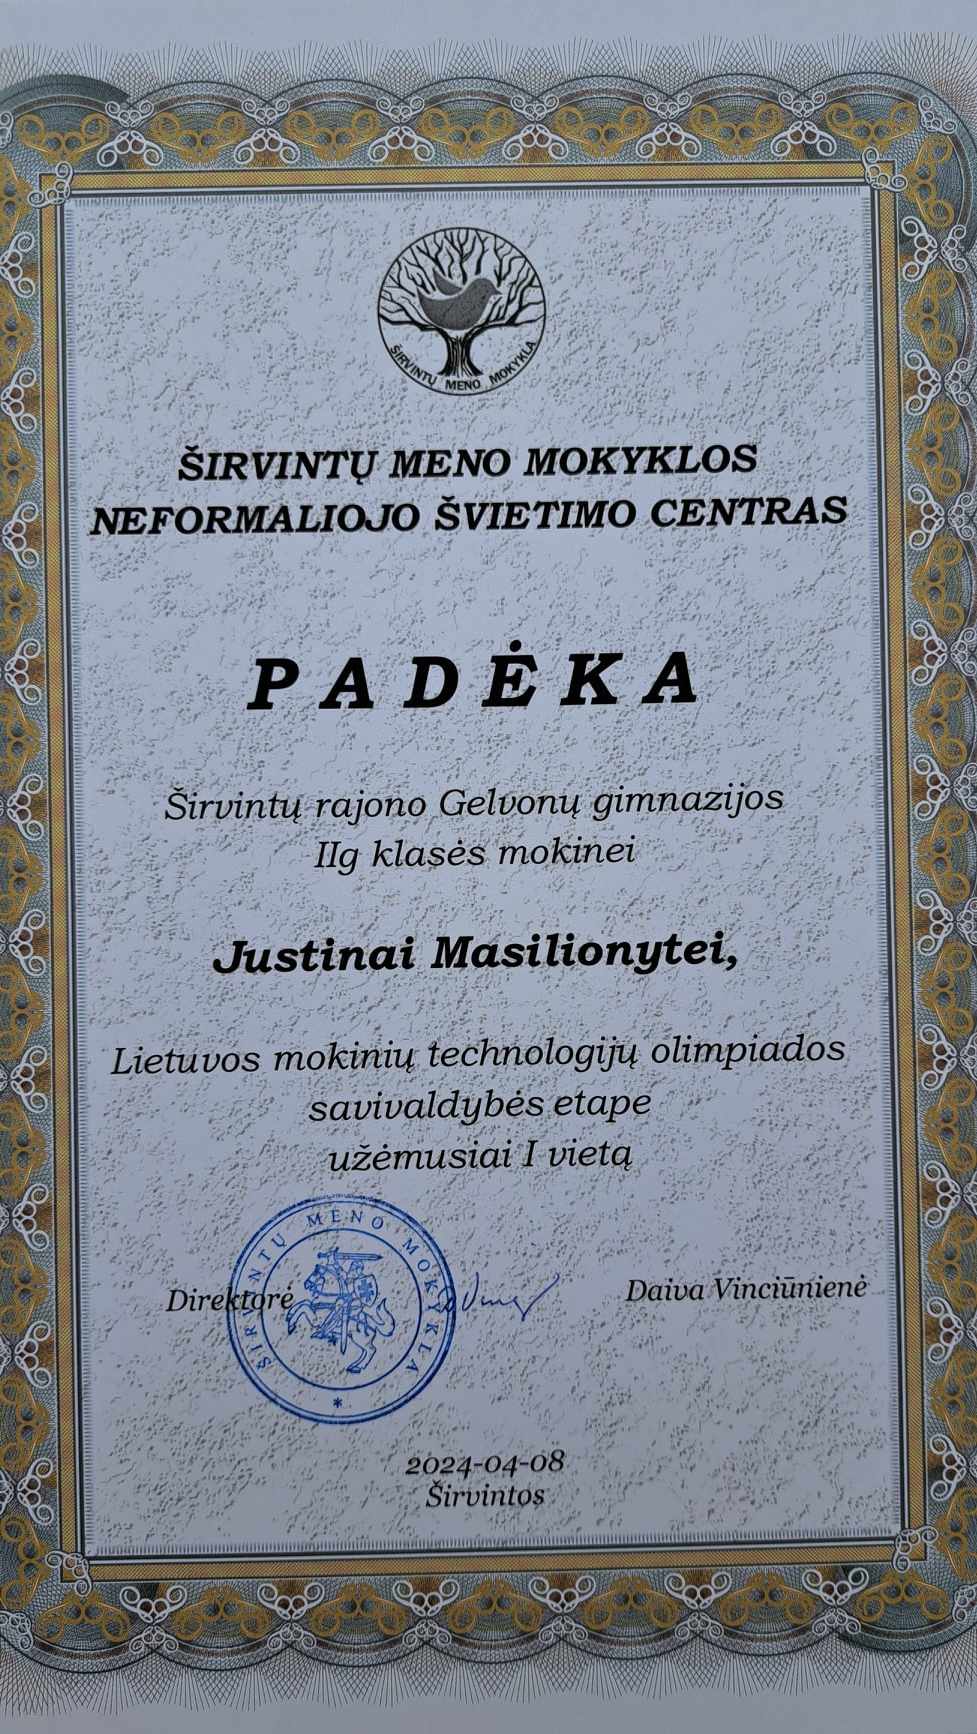 ŠIRVINTŲ MENO MOKYKLA
ŠIRVINTŲ MENO MOKYKLOS
NEFORMALIOJO ŠVIETIMO CENTRAS
PADĖKA
Širvintų rajono Gelvonų gimnazijos
IIg klasės mokinei
Justinai Masilionytei,
Lietuvos mokinių technologijų olimpiados
savivaldybės etape
užėmusiai I vietą
ŠIRVINTŲ MENO MOKYKLA *
Direktorė Daiva Vinciūnienė
2024-04-08
Širvintos